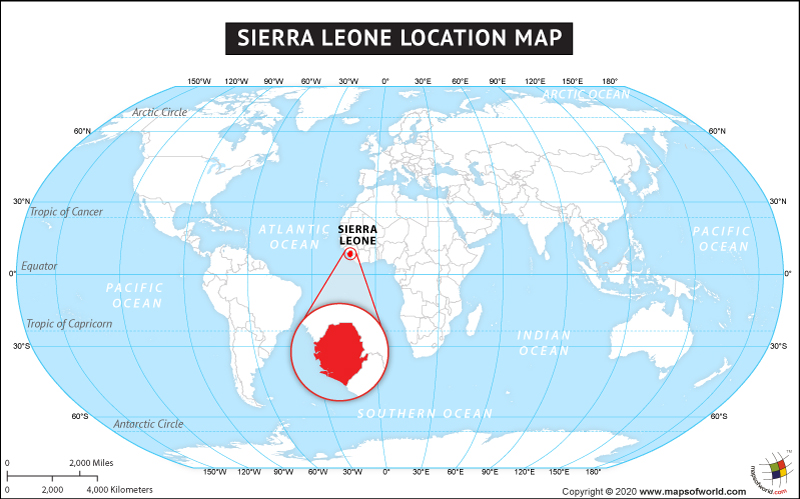 SIERRA LEONE LOCATION MAP
150°W 120°W 90°W 60°W 30°W 0° 30°E 60°E 90°E 120°E 150°E 180°
ARCTIC OCEAN
Arctic Circle
60°N 60°N
30°N 30°N
Tropic of Cancer
ATLANTIC
OCEAN
SIERRA
LEONE
PACIFIC
OCEAN
Equator
0° 0°
PACIFIC
OCEAN
Tropic of Capricorn
INDIAN
OCEAN
30°S 30°S
SOUTHERN OCEAN
60°S 60°S
Antarctic Circle
150°W 120°W 90°W 60°W 30°W 0° 30°E 60°E 90°E 120°E 150°E 180°
0 2,000 Miles
0 2,000 4,000 Kilometers
mapsofworld.com
TM
Copyright © 2020 www.mapsofworld.com